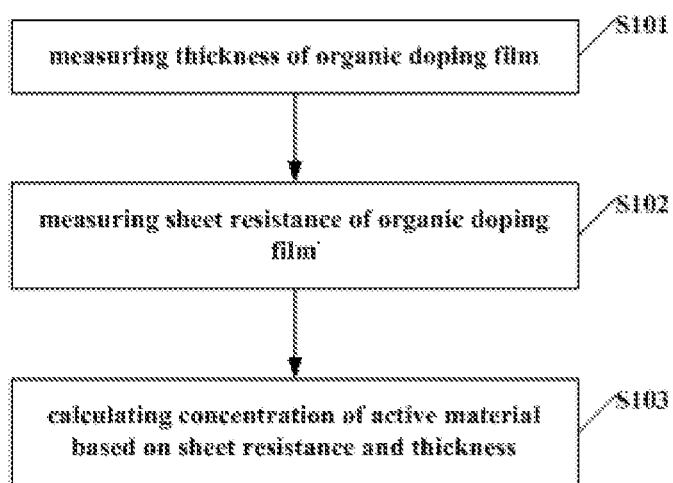 S101
measuring thickness of organic doping film
S102
measuring sheet resistance of organic doping
film
S103
calculating concentration of active material
based on sheet resistance and thickness